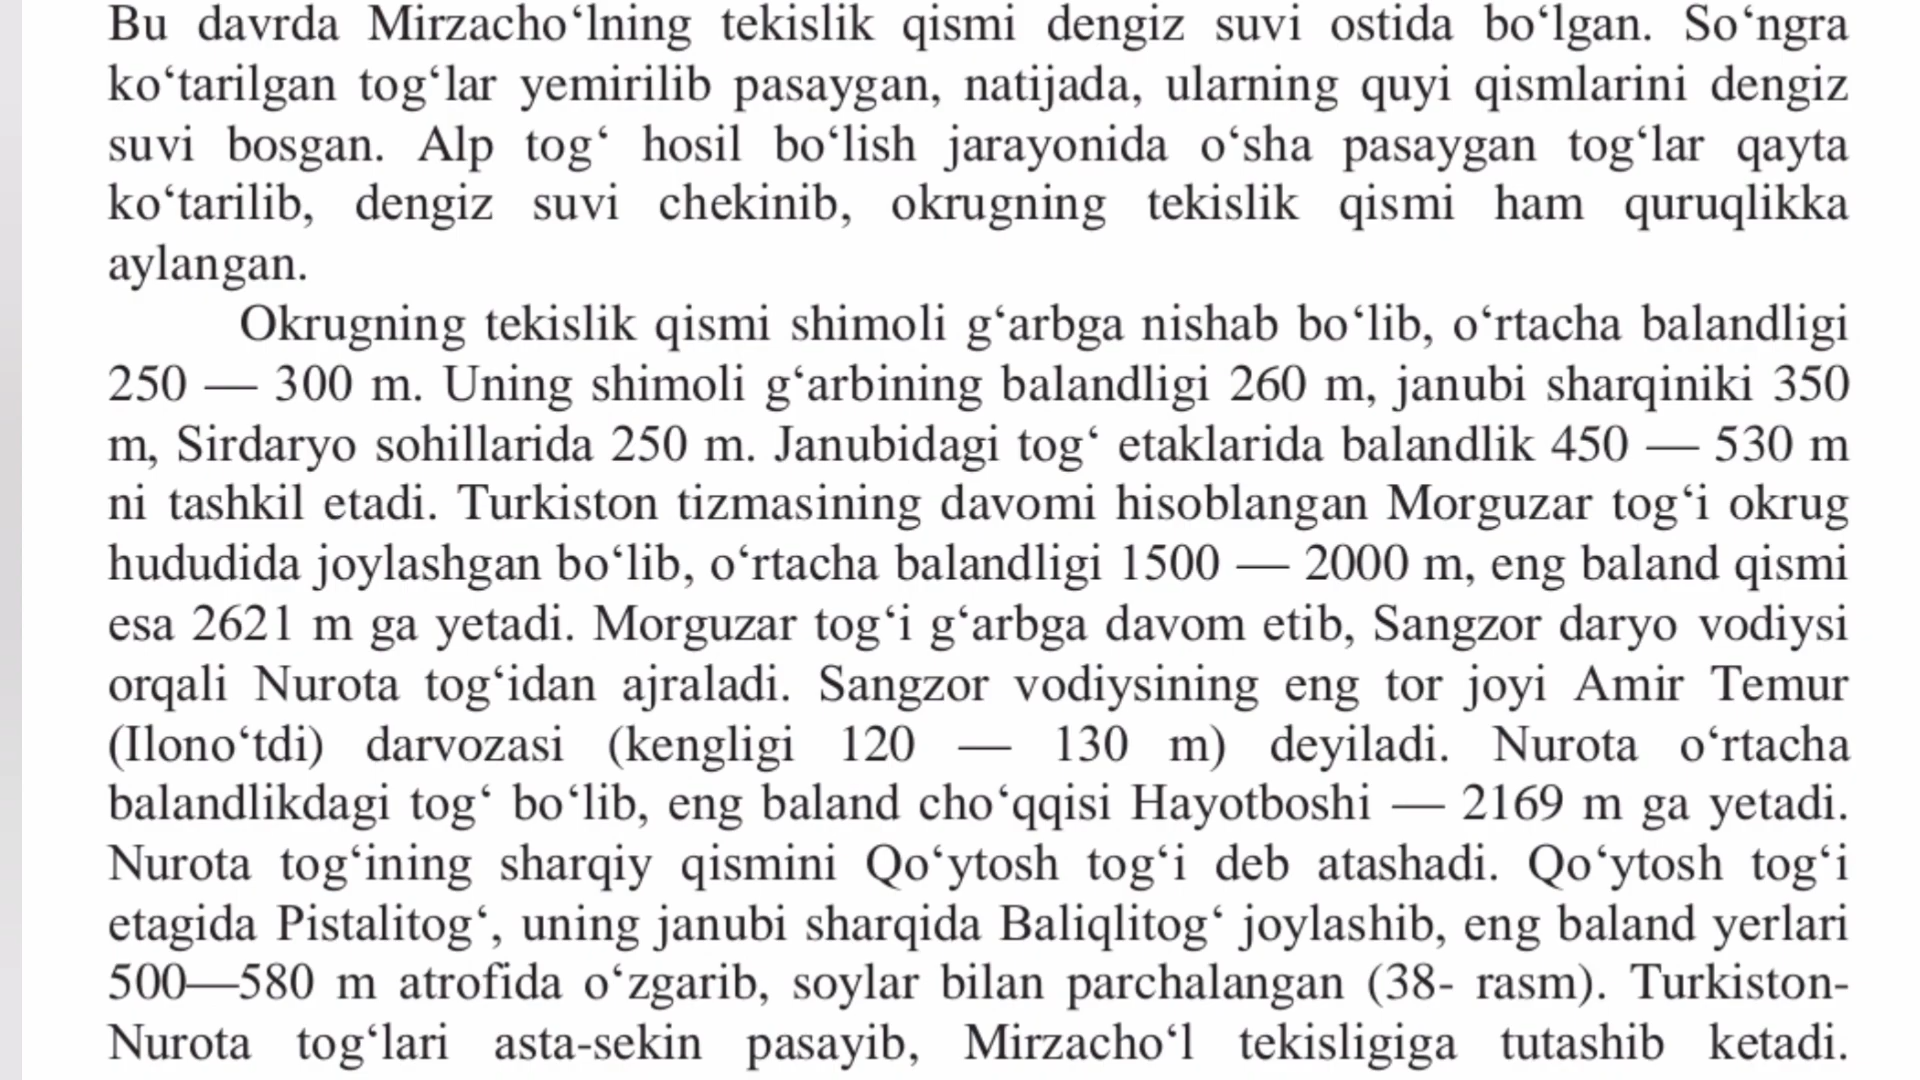 Bu davrda Mirzacho‘lning tekislik qismi dengiz suvi ostida bo‘lgan. So‘ngra
ko‘tarilgan tog‘lar yemirilib pasaygan, natijada, ularning quyi qismlarini dengiz
suvi bosgan. Alp tog‘ hosil bo‘lish jarayonida o‘sha pasaygan tog‘lar qayta
ko‘tarilib, dengiz suvi chekinib, okrugning tekislik qismi ham quruqlikka
aylangan.
Okrugning tekislik qismi shimoli g‘arbga nishab bo‘lib, o‘rtacha balandligi
250 — 300 m. Uning shimoli g‘arbining balandligi 260 m, janubi sharqiniki 350
m, Sirdaryo sohillarida 250 m. Janubidagi tog‘ etaklarida balandlik 450 — 530 m
ni tashkil etadi. Turkiston tizmasining davomi hisoblangan Morguzar tog‘i okrug
hududida joylashgan bo‘lib, o‘rtacha balandligi 1500 — 2000 m, eng baland qismi
esa 2621 m ga yetadi. Morguzar tog‘i g‘arbga davom etib, Sangzor daryo vodiysi
orqali Nurota tog‘idan ajraladi. Sangzor vodiysining eng tor joyi Amir Temur
(Ilono‘tdi) darvozasi (kengligi 120 — 130 m) deyiladi. Nurota o‘rtacha
balandlikdagi tog‘ bo‘lib, eng baland cho‘qqisi Hayotboshi — 2169 m ga yetadi.
Nurota tog‘ining sharqiy qismini Qo‘ytosh tog‘i deb atashadi. Qo‘ytosh tog‘i
etagida Pistalitog‘, uning janubi sharqida Baliqlitog‘ joylashib, eng baland yerlari
500—580 m atrofida o‘zgarib, soylar bilan parchalangan (38- rasm). Turkiston-
Nurota tog‘lari asta-sekin pasayib, Mirzacho‘l tekisligiga tutashib ketadi.